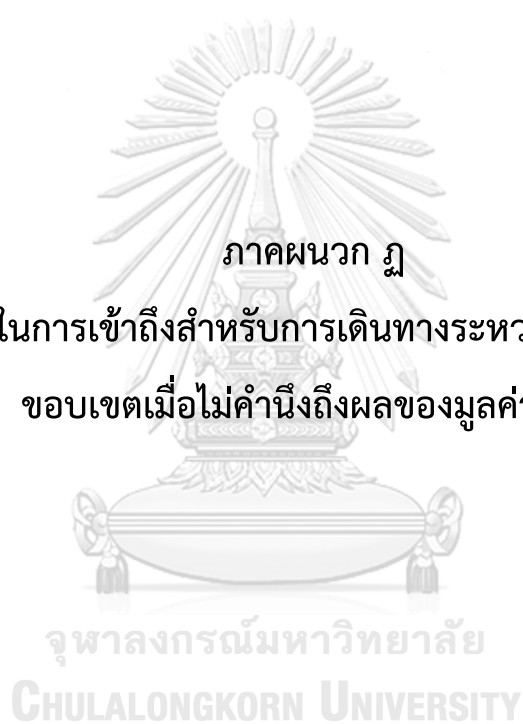 ภาคผนวก ฏ
ในการเข้าถึงสำหรับการเดินทางระหว
ขอบเขตเมื่อไม่คำนึงถึงผลของมูลค่า
จุฬาลงกรณ์มหาวิทยาลัย
CHULALONGKORN UNIVERSITY